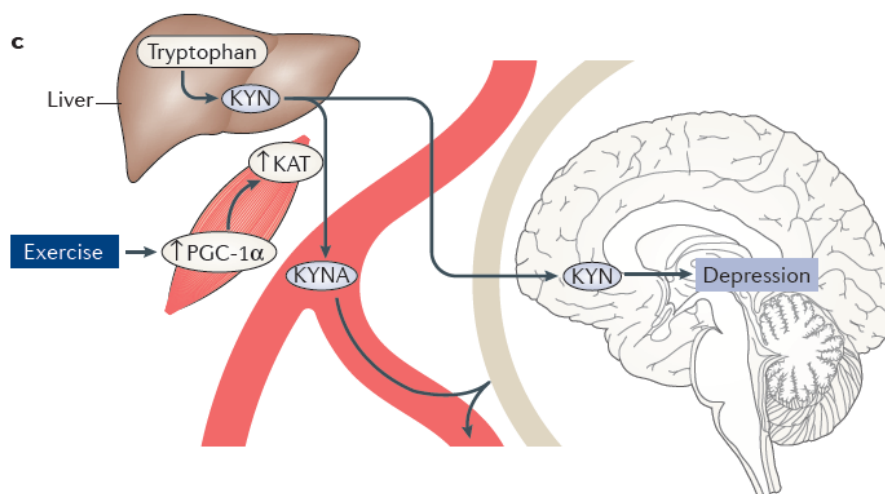 c
Tryptophan
Liver
KYN
↑KAT
Exercise
↑PGC-1α
KYNA
KYN
Depression